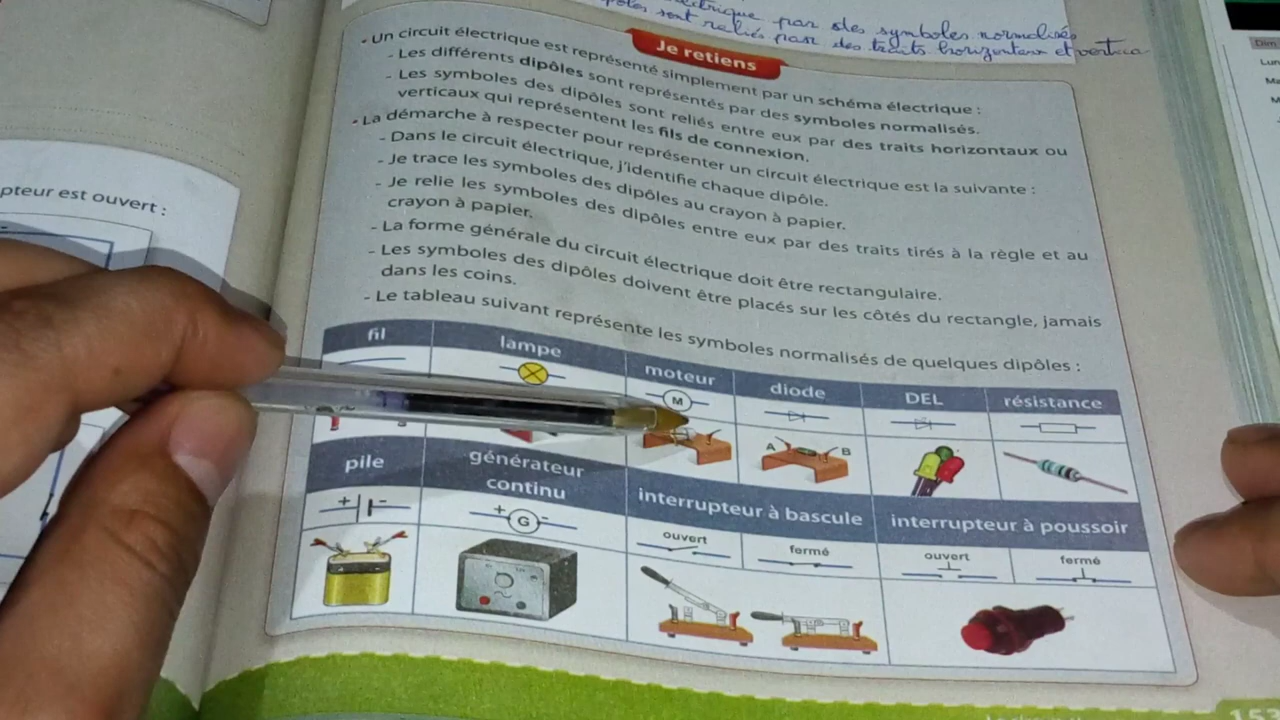 électrique par des symboles normalisés
sont reliés par des traits horizontaux et
Je retiens
• Un circuit électrique est représenté simplement par un schéma électrique :
- Les différents dipôles sont représentés par des symboles normalisés.
- Les symboles des dipôles sont reliés entre eux par des traits horizontaux ou
verticaux qui représentent les fils de connexion.
• La démarche à respecter pour représenter un circuit électrique est la suivante :
- Dans le circuit électrique, j'identifie chaque dipôle.
- Je trace les symboles des dipôles au crayon à papier.
- Je relie les symboles des dipôles entre eux par des traits tirés à la règle et au
crayon à papier.
- La forme générale du circuit électrique doit être rectangulaire.
- Les symboles des dipôles doivent être placés sur les côtés du rectangle, jamais
dans les coins.
- Le tableau suivant représente les symboles normalisés de quelques dipôles :
pteur est ouvert :
fil lampe moteur diode DEL résistance
M
A B
pile générateur continu interrupteur à bascule interrupteur à poussoir
+ - + G - ouvert fermé ouvert fermé
Lun